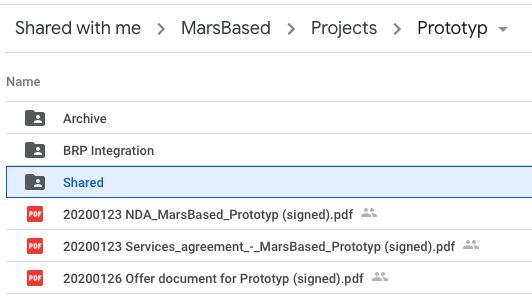 Shared with me > MarsBased > Projects > Prototyp
Name
Archive
BRP Integration
Shared
PDF 20200123 NDA_MarsBased_Prototyp (signed).pdf
PDF 20200123 Services_agreement_-_MarsBased_Prototyp (signed).pdf
PDF 20200126 Offer document for Prototyp (signed).pdf